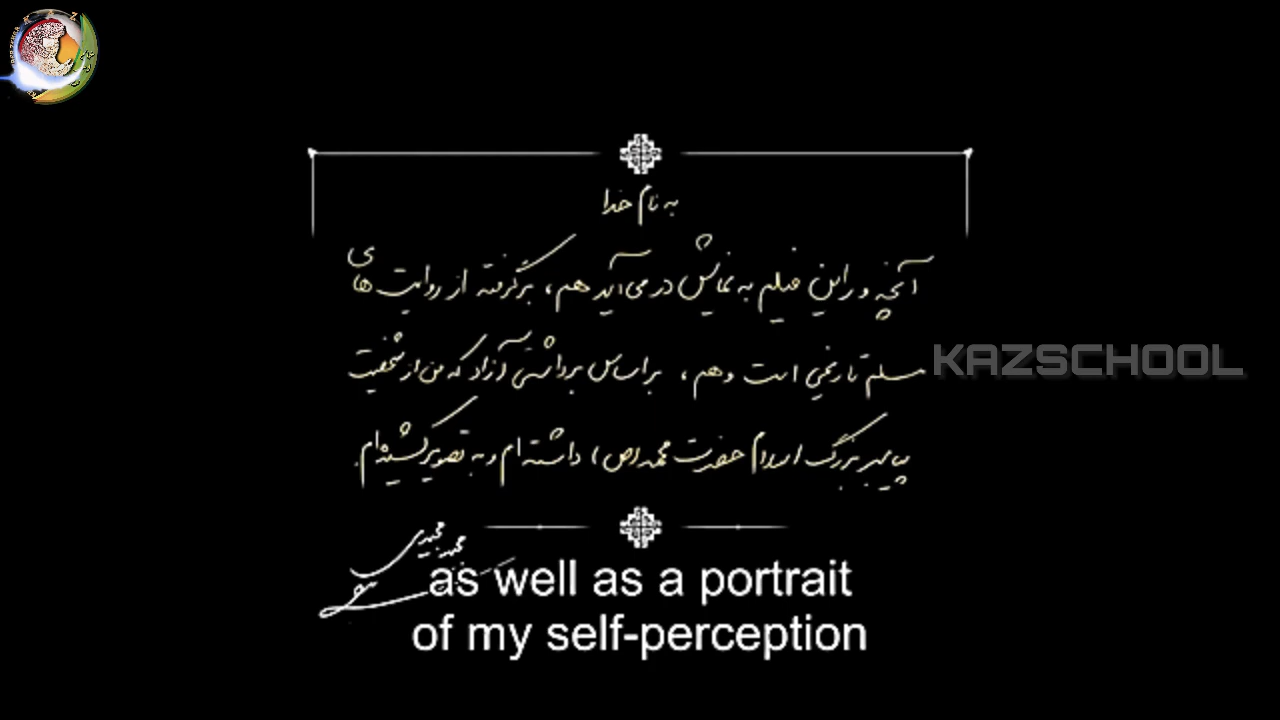 به نام خدا
آنچه در این فیلم به نمایش در می‌آید هم، برگرفته از روایت های
KAZSCHOOL
مسلم تاریخی است و هم، براساس برداشتی آزاد که من از شخصیت
پیامبر بزرگ اسلام حضرت محمد (ص) داشته‌ام و به تصویر کشیده‌ام.
مجید مجیدی
as well as a portrait
of my self-perception